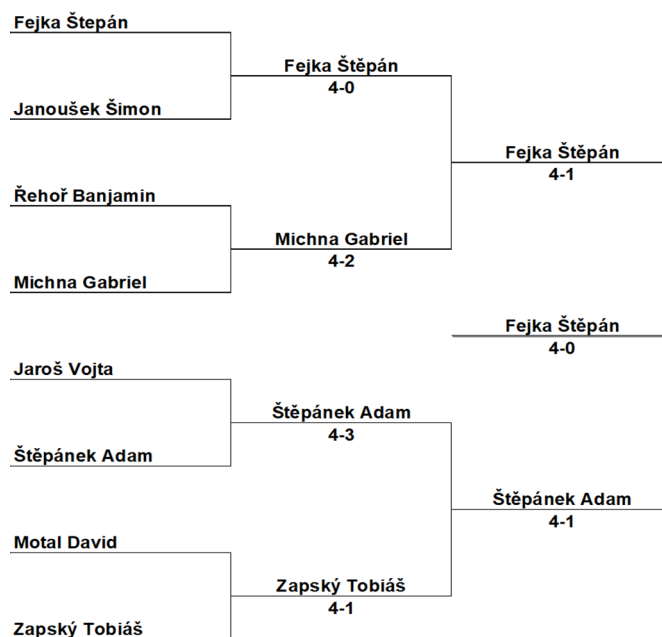 Fejka Štepán
Fejka Štěpán
4-0
Janoušek Šimon
Fejka Štěpán
4-1
Řehoř Banjamin
Michna Gabriel
4-2
Michna Gabriel
Fejka Štěpán
4-0
Jaroš Vojta
Štěpánek Adam
4-3
Štěpánek Adam
Štěpánek Adam
4-1
Motal David
Zapský Tobiáš
4-1
Zapský Tobiáš